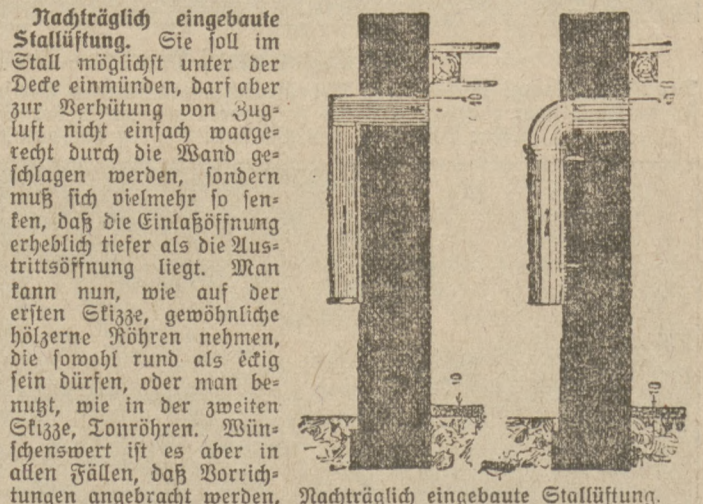 Nachträglich eingebaute
Stallüftung. Sie soll im
Stall möglichst unter der
Decke einmünden, darf aber
zur Verhütung von Zug-
luft nicht einfach waage-
recht durch die Wand ge-
schlagen werden, sondern
muß sich vielmehr so sen-
ken, daß die Einlaßöffnung
erheblich tiefer als die Aus-
trittsöffnung liegt. Man
kann nun, wie auf der
ersten Skizze, gewöhnliche
hölzerne Röhren nehmen,
die sowohl rund als eckig
sein dürfen, oder man be-
nutzt, wie in der zweiten
Skizze, Tonröhren. Wün-
schenswert ist es aber in
allen Fällen, daß Vorrich-
tungen angebracht werden,
Nachträglich eingebaute Stallüftung.